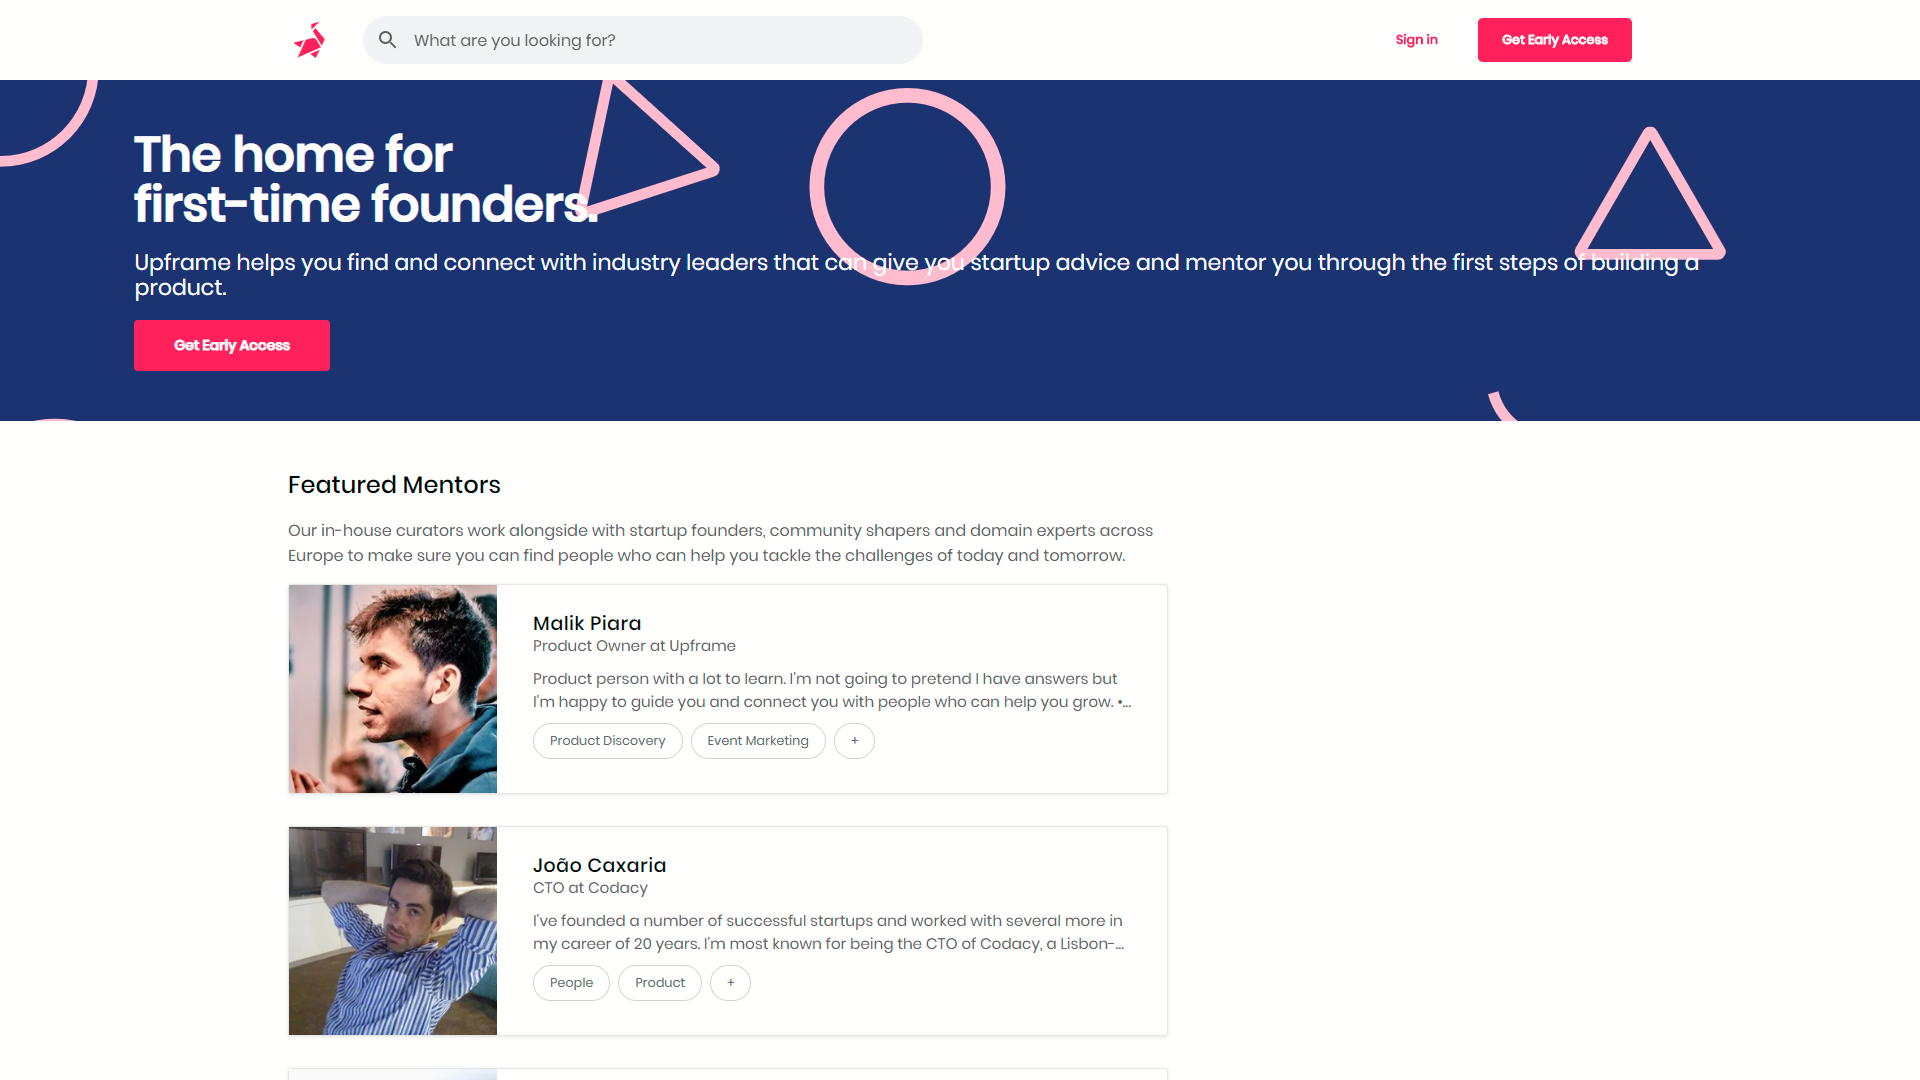 What are you looking for?
Sign in
Get Early Access
The home for
first-time founders.
Upframe helps you find and connect with industry leaders that can give you startup advice and mentor you through the first steps of building a
product.
Get Early Access
Featured Mentors
Our in-house curators work alongside with startup founders, community shapers and domain experts across
Europe to make sure you can find people who can help you tackle the challenges of today and tomorrow.
Malik Piara
Product Owner at Upframe
Product person with a lot to learn. I'm not going to pretend I have answers but
I'm happy to guide you and connect you with people who can help you grow. •...
Product Discovery
Event Marketing
+
João Caxaria
CTO at Codacy
I've founded a number of successful startups and worked with several more in
my career of 20 years. I'm most known for being the CTO of Codacy, a Lisbon-...
People
Product
+